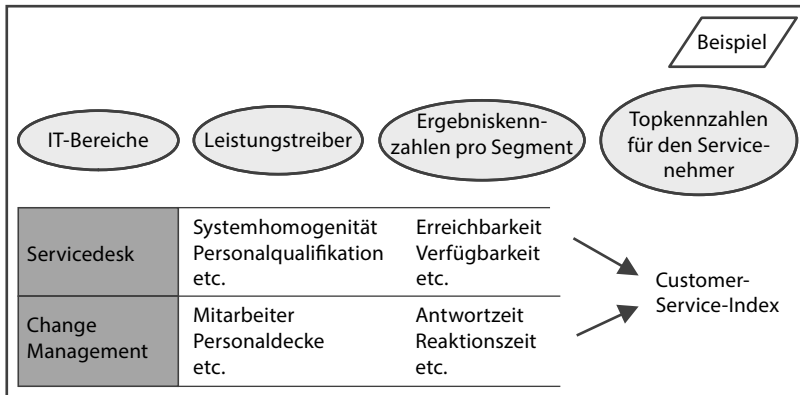 Beispiel
IT-Bereiche
Leistungstreiber
Ergebniskenn-
zahlen pro Segment
Topkennzahlen
für den Service-
nehmer
Servicedesk
Systemhomogenität
Personalqualifikation
etc.
Erreichbarkeit
Verfügbarkeit
etc.
Change
Management
Mitarbeiter
Personaldecke
etc.
Antwortzeit
Reaktionszeit
etc.
Customer-
Service-Index